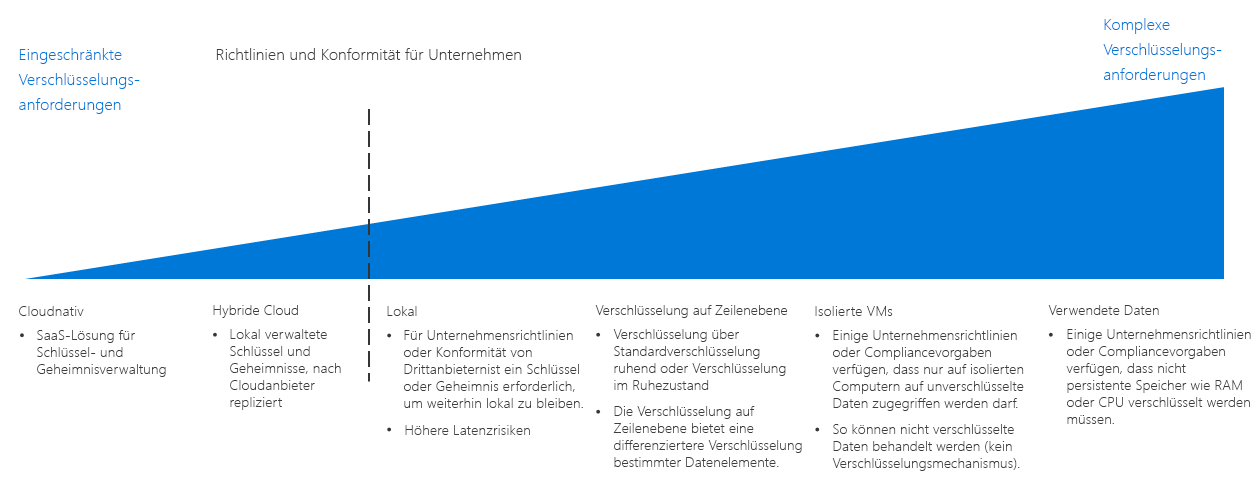 Eingeschränkte
Verschlüsselungs-
anforderungen
Richtlinien und Konformität für Unternehmen
Komplexe
Verschlüsselungs-
anforderungen
Cloudnativ
• SaaS-Lösung für
Schlüssel- und
Geheimnisverwaltung
Hybride Cloud
• Lokal verwaltete
Schlüssel und
Geheimnisse, nach
Cloudanbieter
repliziert
Lokal
• Für Unternehmensrichtlinien
oder Konformität von
Drittanbieternist ein Schlüssel
oder Geheimnis erforderlich,
um weiterhin lokal zu bleiben.
• Höhere Latenzrisiken
Verschlüsselung auf Zeilenebene
• Verschlüsselung über
Standardverschlüsselung
ruhend oder Verschlüsselung
im Ruhezustand
• Die Verschlüsselung auf
Zeilenebene bietet eine
differenziertere Verschlüsselung
bestimmter Datenelemente.
Isolierte VMs
• Einige Unternehmensrichtlinien
oder Compliancevorgaben
verfügen, dass nur auf isolierten
Computern auf unverschlüsselte
Daten zugegriffen werden darf.
• So können nicht verschlüsselte
Daten behandelt werden (kein
Verschlüsselungsmechanismus).
Verwendete Daten
• Einige Unternehmensrichtlinien
oder Compliancevorgaben
verfügen, dass nicht
persistente Speicher wie RAM
oder CPU verschlüsselt werden
müssen.